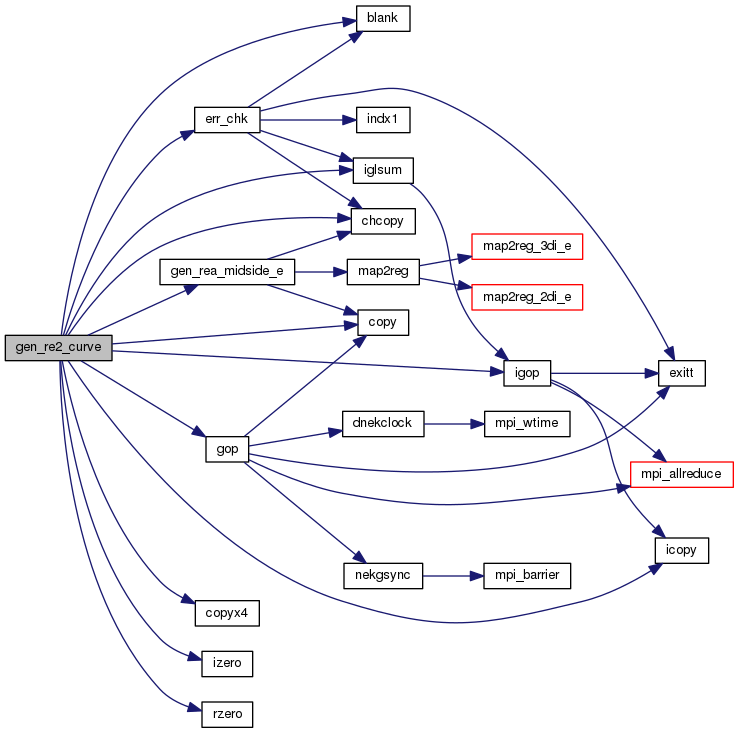 blank
err_chk
indx1
iglsum
chcopy
map2reg_3di_e
gen_rea_midside_e
map2reg
map2reg_2di_e
copy
gen_re2_curve
igop
exitt
dnekclock
mpi_wtime
gop
mpi_allreduce
icopy
nekgsync
mpi_barrier
copyx4
izero
rzero